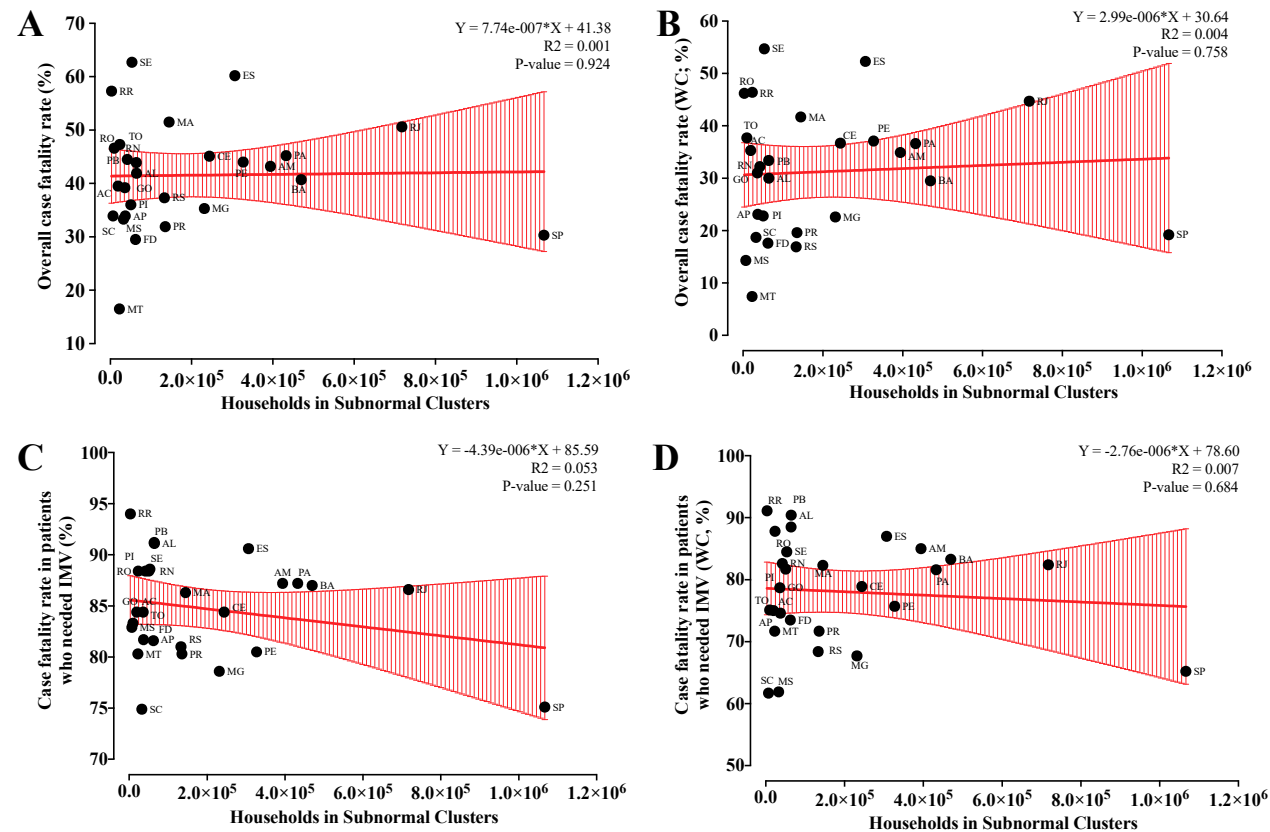 A
Y = 7.74e-007*X + 41.38
R2 = 0.001
P-value = 0.924
Overall case fatality rate (%)
70
60
50
40
30
20
10
SE
ES
RR
MA
RJ
TO
RO
RN
CE
PA
PB
PE
AM
AL
BA
AC
GO
RS
PI
MG
AP
SC
MS
PR
FD
SP
MT
0.0
2.0×10⁵
4.0×10⁵
6.0×10⁵
8.0×10⁵
1.0×10⁶
1.2×10⁶
Households in Subnormal Clusters
B
Y = 2.99e-006*X + 30.64
R2 = 0.004
P-value = 0.758
Overall case fatality rate (WC; %)
60
50
40
30
20
10
0
SE
ES
RO
RR
RJ
MA
TO
PE
AC
CE
PA
AM
RN
PB
GO
AL
BA
AP
PI
MG
SC
PR
SP
FD
RS
MS
MT
0.0
2.0×10⁵
4.0×10⁵
6.0×10⁵
8.0×10⁵
1.0×10⁶
1.2×10⁶
Households in Subnormal Clusters
C
Y = -4.39e-006*X + 85.59
R2 = 0.053
P-value = 0.251
Case fatality rate in patients
who needed IMV (%)
100
95
90
85
80
75
70
RR
PB
AL
ES
PI
SE
RO
RN
AM
PA
BA
RJ
MA
GO
AC
CE
TO
MS
FD
AP
RS
MT
PR
PE
MG
SC
SP
0.0
2.0×10⁵
4.0×10⁵
6.0×10⁵
8.0×10⁵
1.0×10⁶
1.2×10⁶
Households in Subnormal Clusters
D
Y = -2.76e-006*X + 78.60
R2 = 0.007
P-value = 0.684
Case fatality rate in patients
who needed IMV (WC, %)
100
90
80
70
60
50
RR
PB
AL
ES
RO
SE
AM
RN
BA
MA
RJ
PA
PI
GO
CE
TO
AC
PE
AP
FD
MT
PR
RS
MG
SP
SC
MS
0.0
2.0×10⁵
4.0×10⁵
6.0×10⁵
8.0×10⁵
1.0×10⁶
1.2×10⁶
Households in Subnormal Clusters